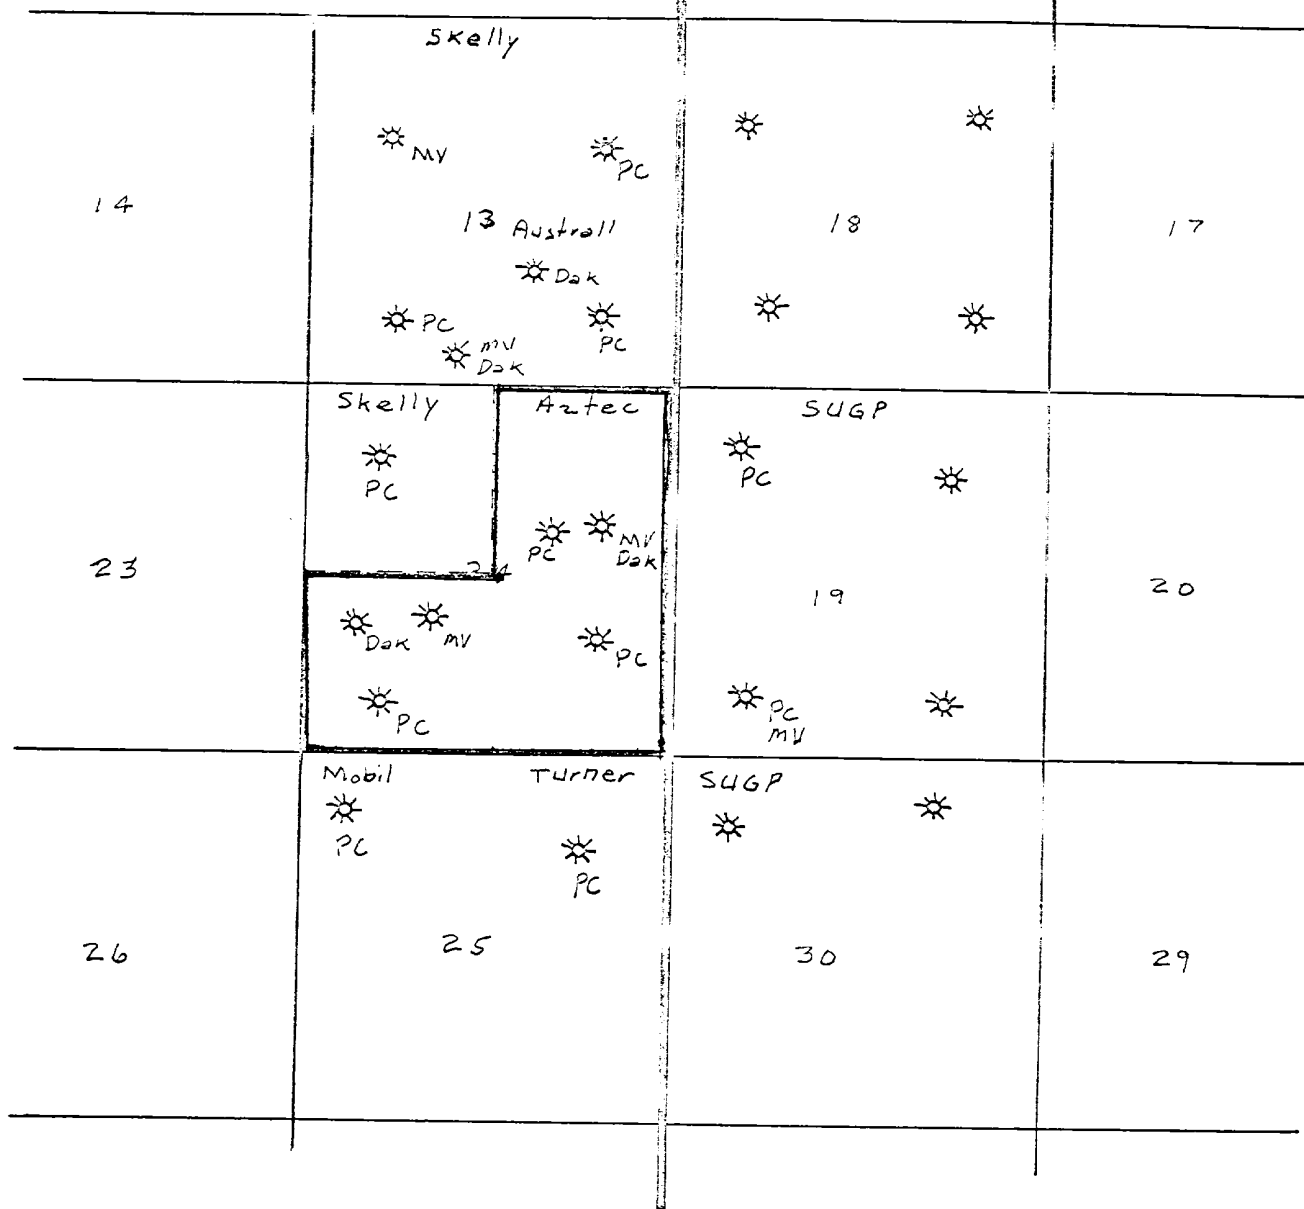 Skelly
MV
PC
14
13 Australl
18
17
Dak
PC
PC
MV
Dak
Skelly
Aztec
SUGP
PC
PC
PC
MV
Dak
23
24
19
20
Dak
MV
PC
PC
PC
MV
Mobil
Turner
SUGP
PC
PC
26
25
30
29